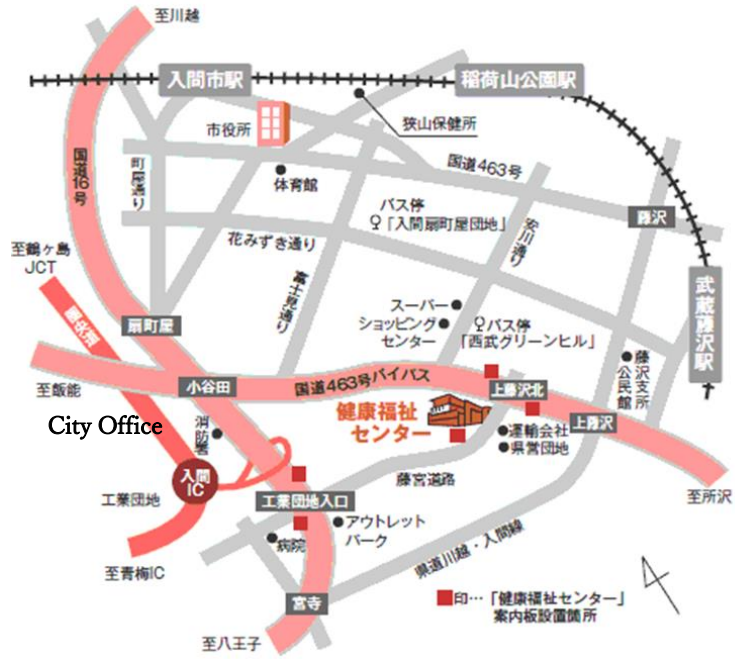 至川越
入間市駅
稲荷山公園駅
市役所
狭山保健所
国道16号
町屋通り
体育館
国道463号
バス停
「入間扇町屋団地」
藤沢
安川通り
花みずき通り
至鶴ヶ島
JCT
富士見通り
圏央道
武蔵藤沢駅
スーパー
ショッピング
センター
バス停
「西武グリーンヒル」
扇町屋
藤沢支所
公民館
至飯能
小谷田
国道463号バイパス
上藤沢北
City Office
消防署
健康福祉
センター
運輸会社
県営団地
上藤沢
入間
IC
工業団地
工業団地入口
藤宮道路
至所沢
アウトレット
パーク
病院
県道川越・入間線
至青梅IC
宮寺
印…「健康福祉センター」
案内板設置箇所
至八王子